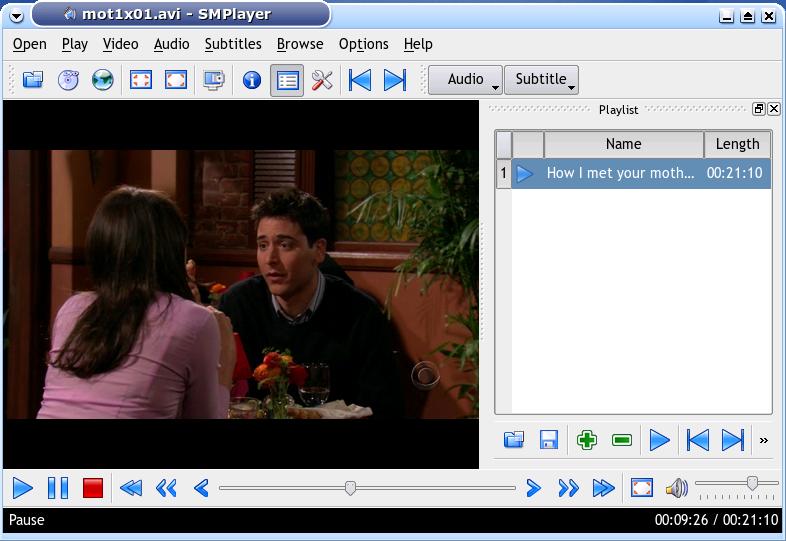 mot1x01.avi - SMPlayer
Open Play Video Audio Subtitles Browse Options Help
Audio Subtitle
Playlist
Name Length
1 How I met your moth... 00:21:10
Pause 00:09:26 / 00:21:10